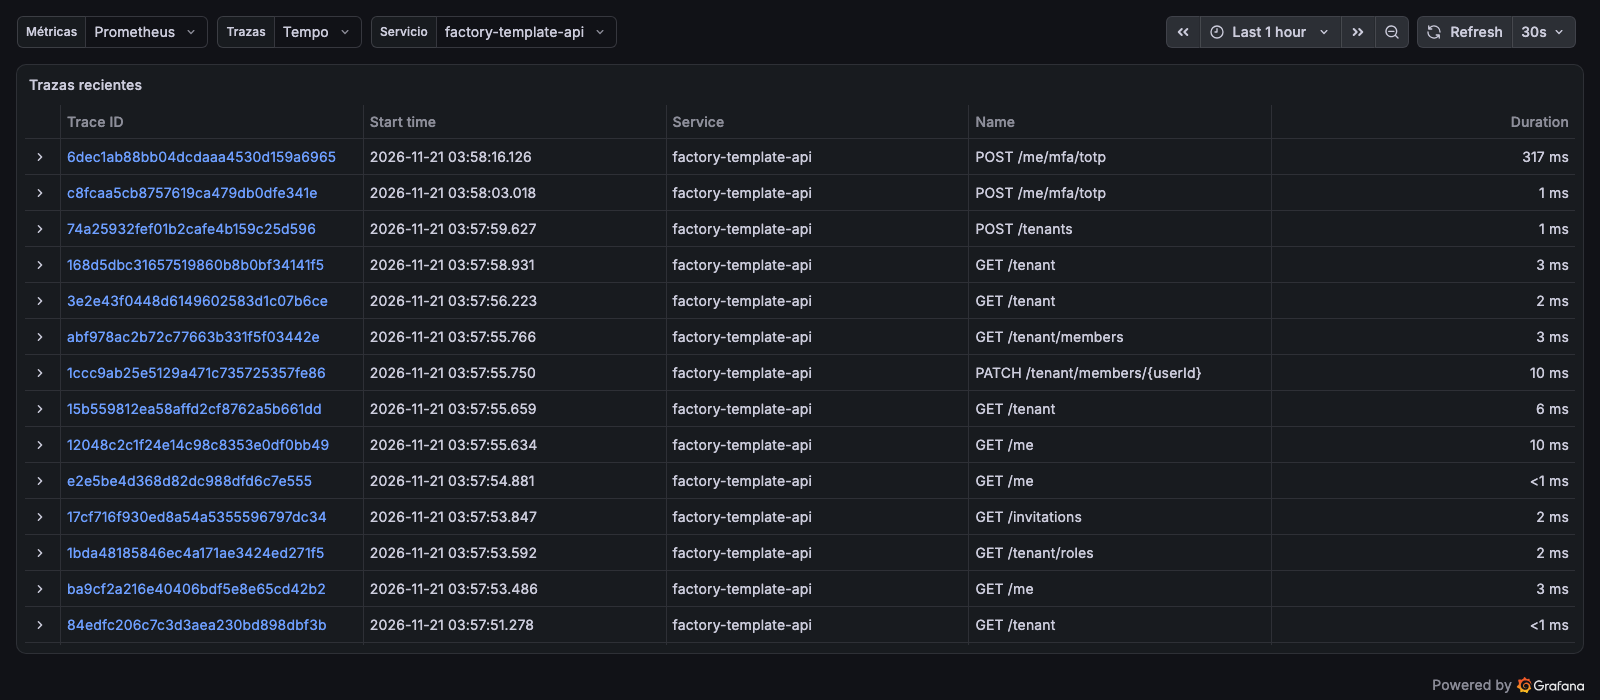 Métricas Prometheus Trazas Tempo Servicio factory-template-api Last 1 hour Refresh 30s
Trazas recientes
Trace ID Start time Service Name Duration
6dec1ab88bb04dcdaaa4530d159a6965 2026-11-21 03:58:16.126 factory-template-api POST /me/mfa/totp 317 ms
c8fcaa5cb8757619ca479db0dfe341e 2026-11-21 03:58:03.018 factory-template-api POST /me/mfa/totp 1 ms
74a25932fef01b2cafe4b159c25d596 2026-11-21 03:57:59.627 factory-template-api POST /tenants 1 ms
168d5dbc31657519860b8b0bf34141f5 2026-11-21 03:57:58.931 factory-template-api GET /tenant 3 ms
3e2e43f0448d6149602583d1c07b6ce 2026-11-21 03:57:56.223 factory-template-api GET /tenant 2 ms
abf978ac2b72c77663b331f5f03442e 2026-11-21 03:57:55.766 factory-template-api GET /tenant/members 3 ms
1ccc9ab25e5129a471c735725357fe86 2026-11-21 03:57:55.750 factory-template-api PATCH /tenant/members/{userId} 10 ms
15b559812ea58affd2cf8762a5b661dd 2026-11-21 03:57:55.659 factory-template-api GET /tenant 6 ms
12048c2c1f24e14c98c8353e0df0bb49 2026-11-21 03:57:55.634 factory-template-api GET /me 10 ms
e2e5be4d368d82dc988dfd6c7e555 2026-11-21 03:57:54.881 factory-template-api GET /me <1 ms
17cf716f930ed8a54a5355596797dc34 2026-11-21 03:57:53.847 factory-template-api GET /invitations 2 ms
1bda48185846ec4a171ae3424ed271f5 2026-11-21 03:57:53.592 factory-template-api GET /tenant/roles 2 ms
ba9cf2a216e40406bdf5e8e65cd42b2 2026-11-21 03:57:53.486 factory-template-api GET /me 3 ms
84edfc206c7c3d3aea230bd898dbf3b 2026-11-21 03:57:51.278 factory-template-api GET /tenant <1 ms
Powered by Grafana